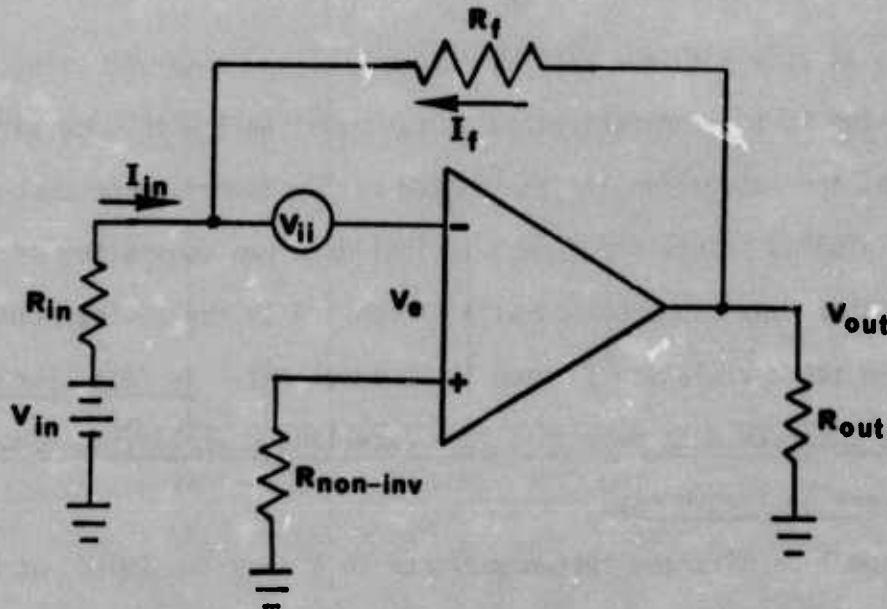 Rf
If
Iin
Vii
−
Rin
Ve
Vout
+
Vin
Rout
Rnon-inv